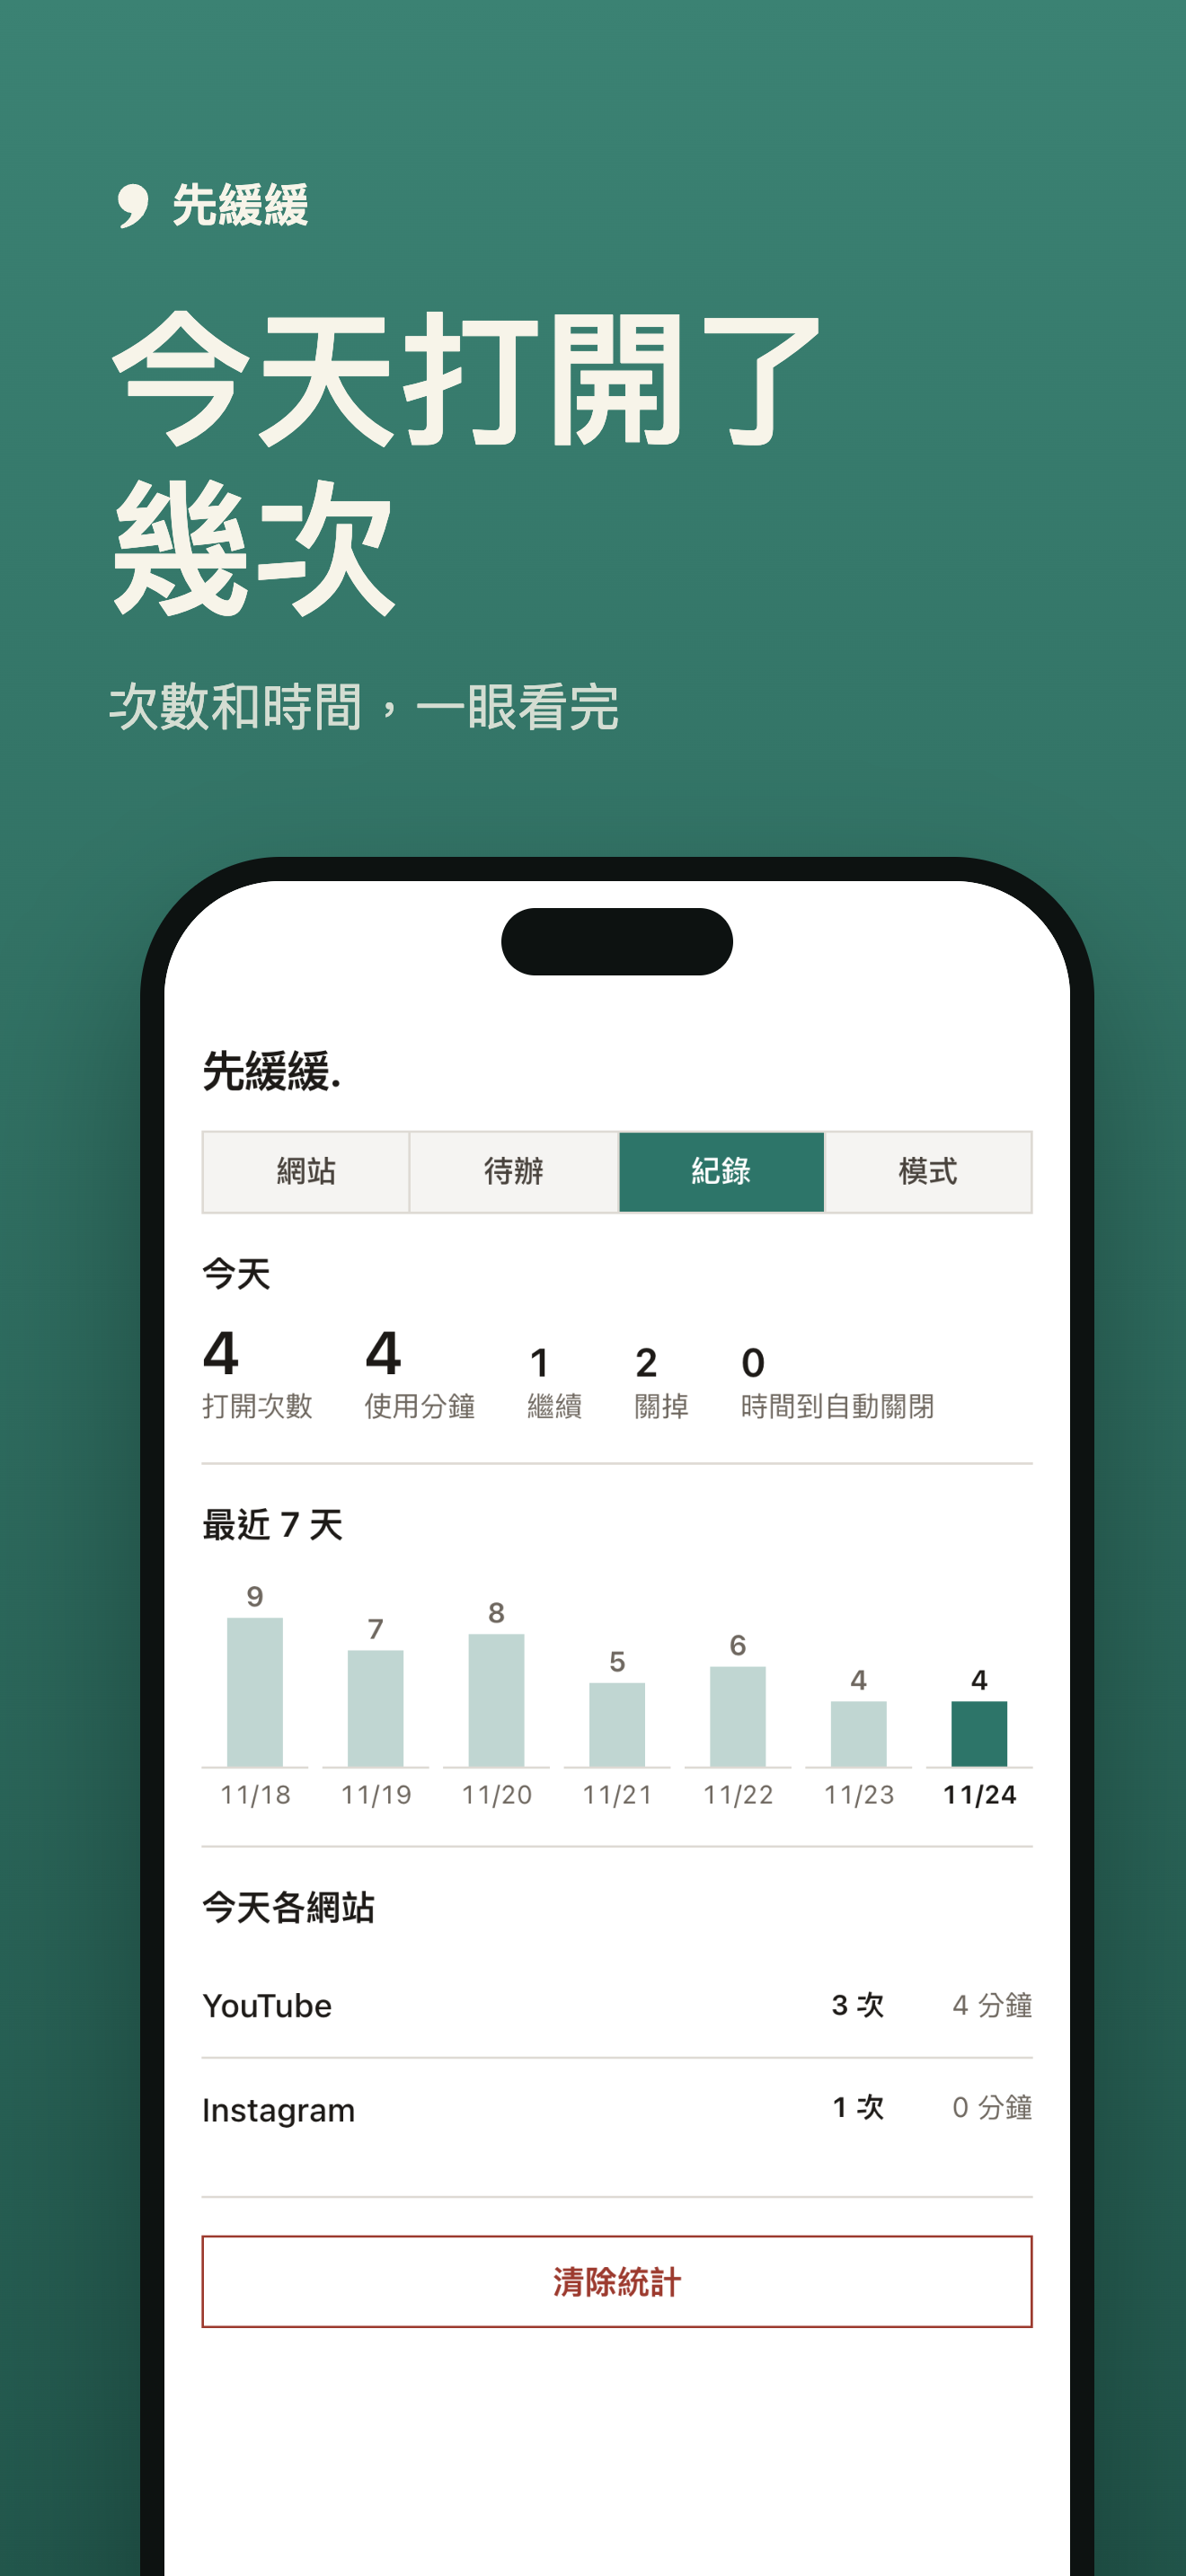 先緩緩
今天打開了
幾次
次數和時間，一眼看完
先緩緩.
網站 待辦 紀錄 模式
今天
4 4 1 2 0
打開次數 使用分鐘 繼續 關掉 時間到自動關閉
最近 7 天
9 7 8 5 6 4 4
11/18 11/19 11/20 11/21 11/22 11/23 11/24
今天各網站
YouTube 3 次 4 分鐘
Instagram 1 次 0 分鐘
清除統計